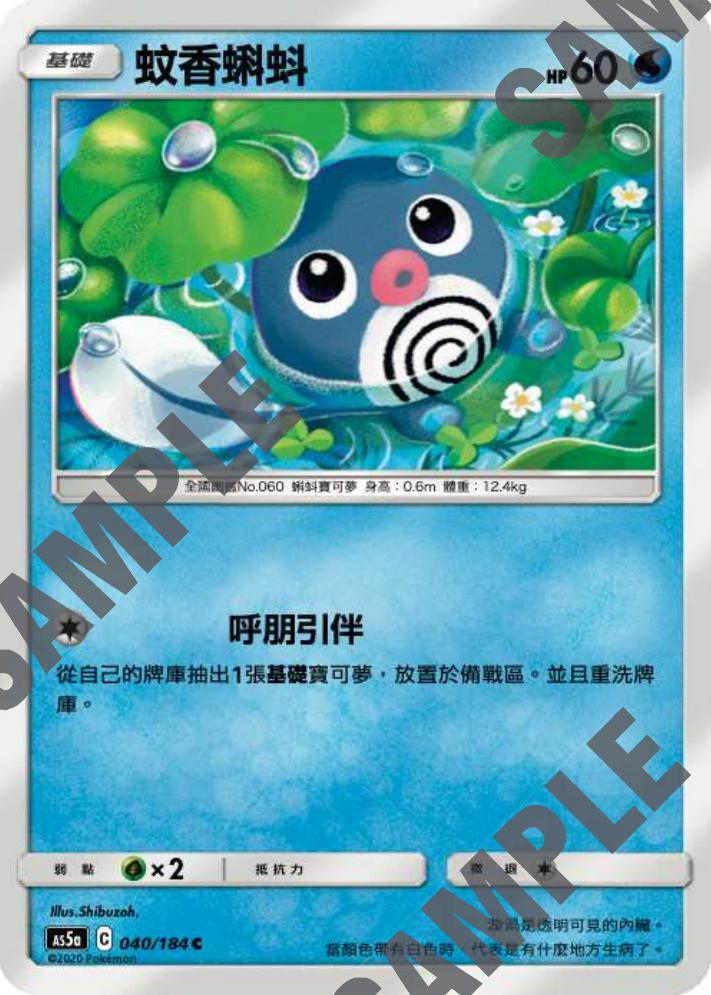 基礎
蚊香蝌蚪
HP60
全國圖鑑No.060 蝌蚪寶可夢 身高：0.6m 體重：12.4kg
呼朋引伴
從自己的牌庫抽出1張基礎寶可夢，放置於備戰區。並且重洗牌
庫。
弱點 ×2 抵抗力 撤退
Illus.Shibuzoh.
漩渦是透明可見的內臟。
AS5a C 040/184 C
當顏色帶有白色時，代表是有什麼地方生病了。
©2020 Pokémon
SAMPLE
SAMPLE
SAMPLE